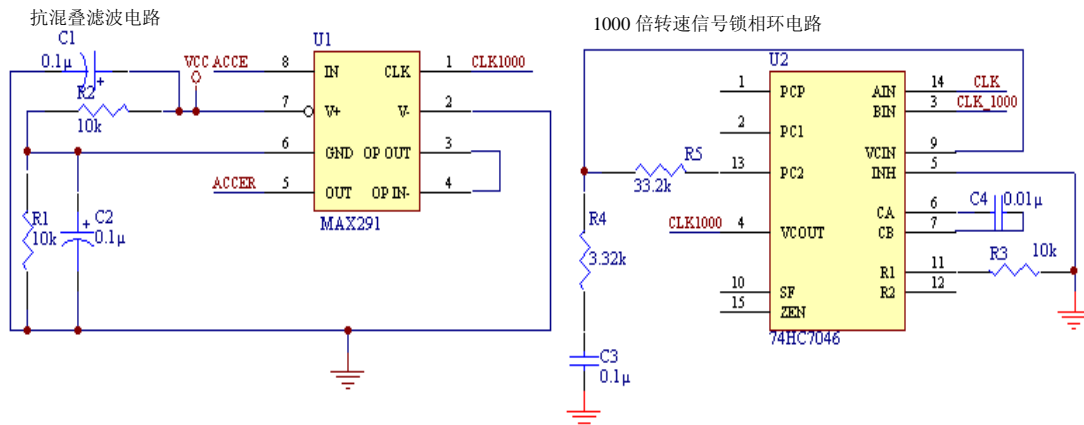 抗混叠滤波电路
C1
0.1μ
R2
10k
VCC
ACCE
8
7
6
ACCER
5
U1
IN
CLK
V+
V-
GND
OP OUT
OUT
OP IN-
MAX291
1
CLK1000
2
3
4
R1
10k
C2
0.1μ
1000 倍转速信号锁相环电路
U2
1
PCP
AIN
14
CLK
BIN
3
CLK_1000
2
PC1
VCIN
9
R5
33.2k
13
PC2
INH
5
CA
6
C4
0.01μ
CLK1000
4
VCOUT
CB
7
R4
3.32k
R1
11
R3
10k
10
SF
R2
12
15
ZEN
74HC7046
C3
0.1μ